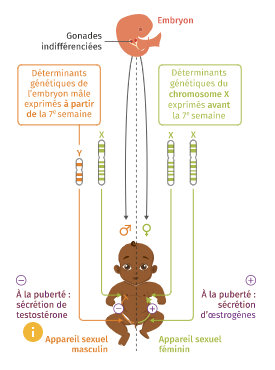 Embryon
Gonades
indifférenciées
Déterminants
génétiques de
l'embryon mâle
exprimés à partir
de la 7e semaine
Déterminants
génétiques du
chromosome X
exprimés avant
la 7e semaine
Y
X
X
X
♂
♀
−
+
−
+
À la puberté :
sécrétion de
testostérone
À la puberté :
sécrétion
d'œstrogènes
i
Appareil sexuel
masculin
Appareil sexuel
féminin